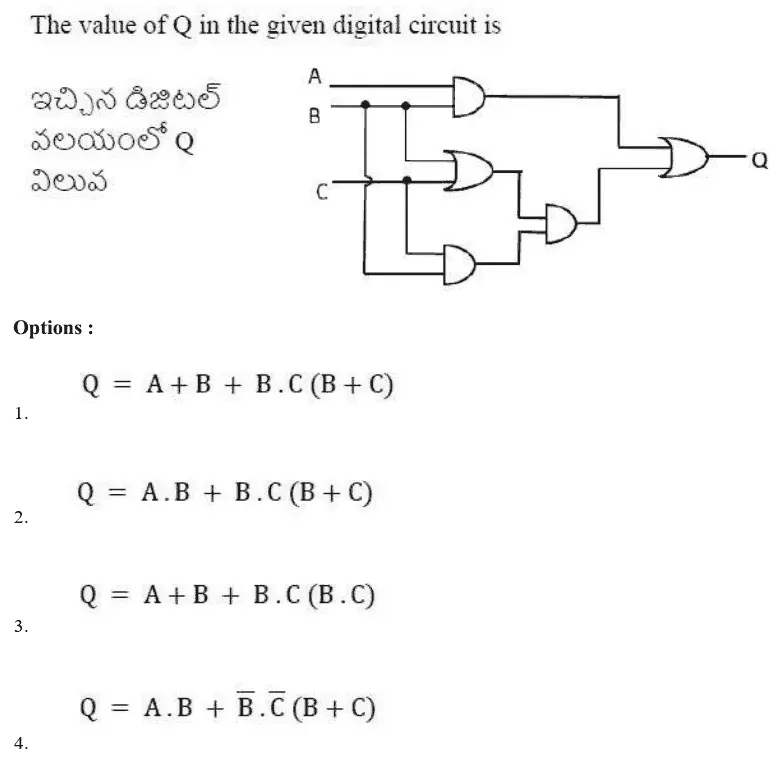 The value of Q in the given digital circuit is
ఇచ్చిన డిజిటల్
వలయంలో Q
విలువ
A
B
C
Q
Options :
1. Q = A + B + B . C (B + C)
2. Q = A . B + B . C (B + C)
3. Q = A + B + B . C (B . C)
4. Q = A . B + B̅ . C̅ (B + C)